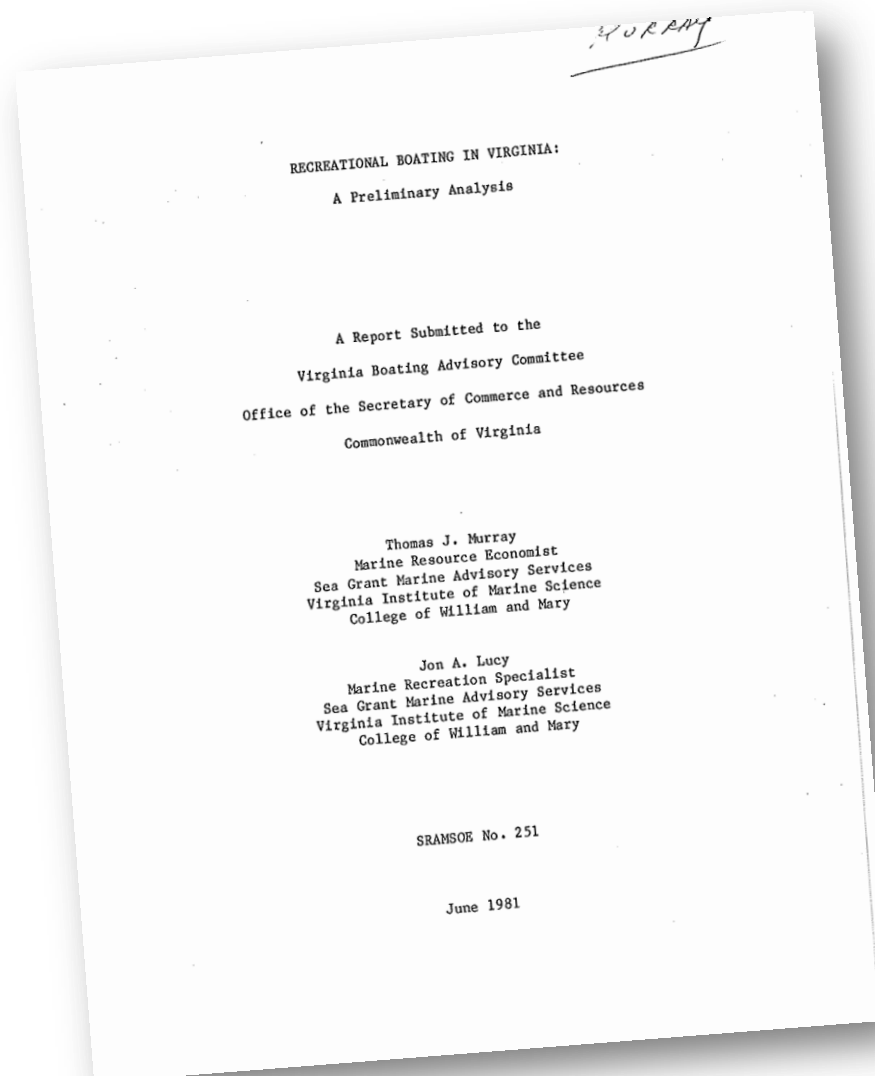 MURRAY
RECREATIONAL BOATING IN VIRGINIA:
A Preliminary Analysis
A Report Submitted to the
Virginia Boating Advisory Committee
Office of the Secretary of Commerce and Resources
Commonwealth of Virginia
Thomas J. Murray
Marine Resource Economist
Sea Grant Marine Advisory Services
Virginia Institute of Marine Science
College of William and Mary
Jon A. Lucy
Marine Recreation Specialist
Sea Grant Marine Advisory Services
Virginia Institute of Marine Science
College of William and Mary
SRAMSOE No. 251
June 1981